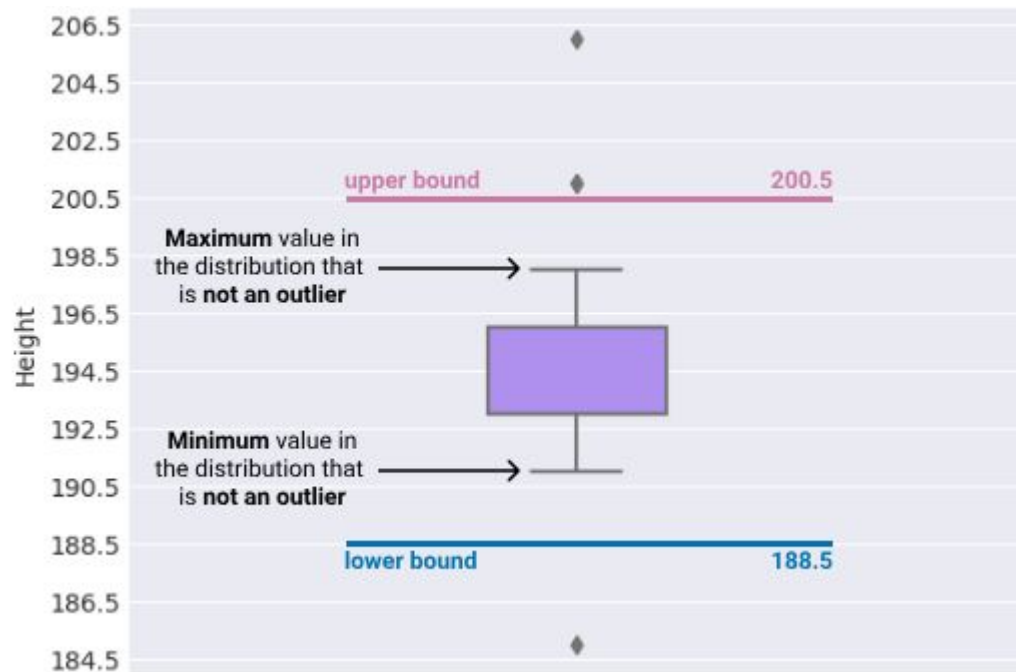 206.5
204.5
202.5
upper bound 200.5
200.5
Maximum value in
the distribution that
is not an outlier
198.5
196.5
Height
194.5
192.5
Minimum value in
the distribution that
is not an outlier
190.5
188.5
lower bound 188.5
186.5
184.5